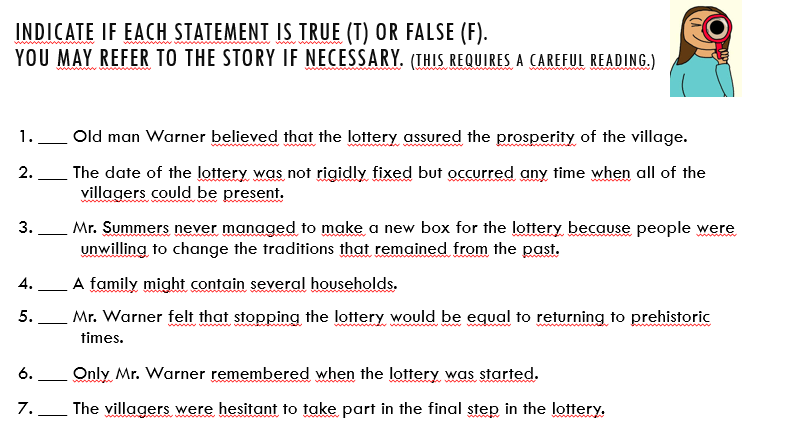 INDICATE IF EACH STATEMENT IS TRUE (T) OR FALSE (F).
YOU MAY REFER TO THE STORY IF NECESSARY. (THIS REQUIRES A CAREFUL READING.)
1. ___ Old man Warner believed that the lottery assured the prosperity of the village.
2. ___ The date of the lottery was not rigidly fixed but occurred any time when all of the
villagers could be present.
3. ___ Mr. Summers never managed to make a new box for the lottery because people were
unwilling to change the traditions that remained from the past.
4. ___ A family might contain several households.
5. ___ Mr. Warner felt that stopping the lottery would be equal to returning to prehistoric
times.
6. ___ Only Mr. Warner remembered when the lottery was started.
7. ___ The villagers were hesitant to take part in the final step in the lottery.